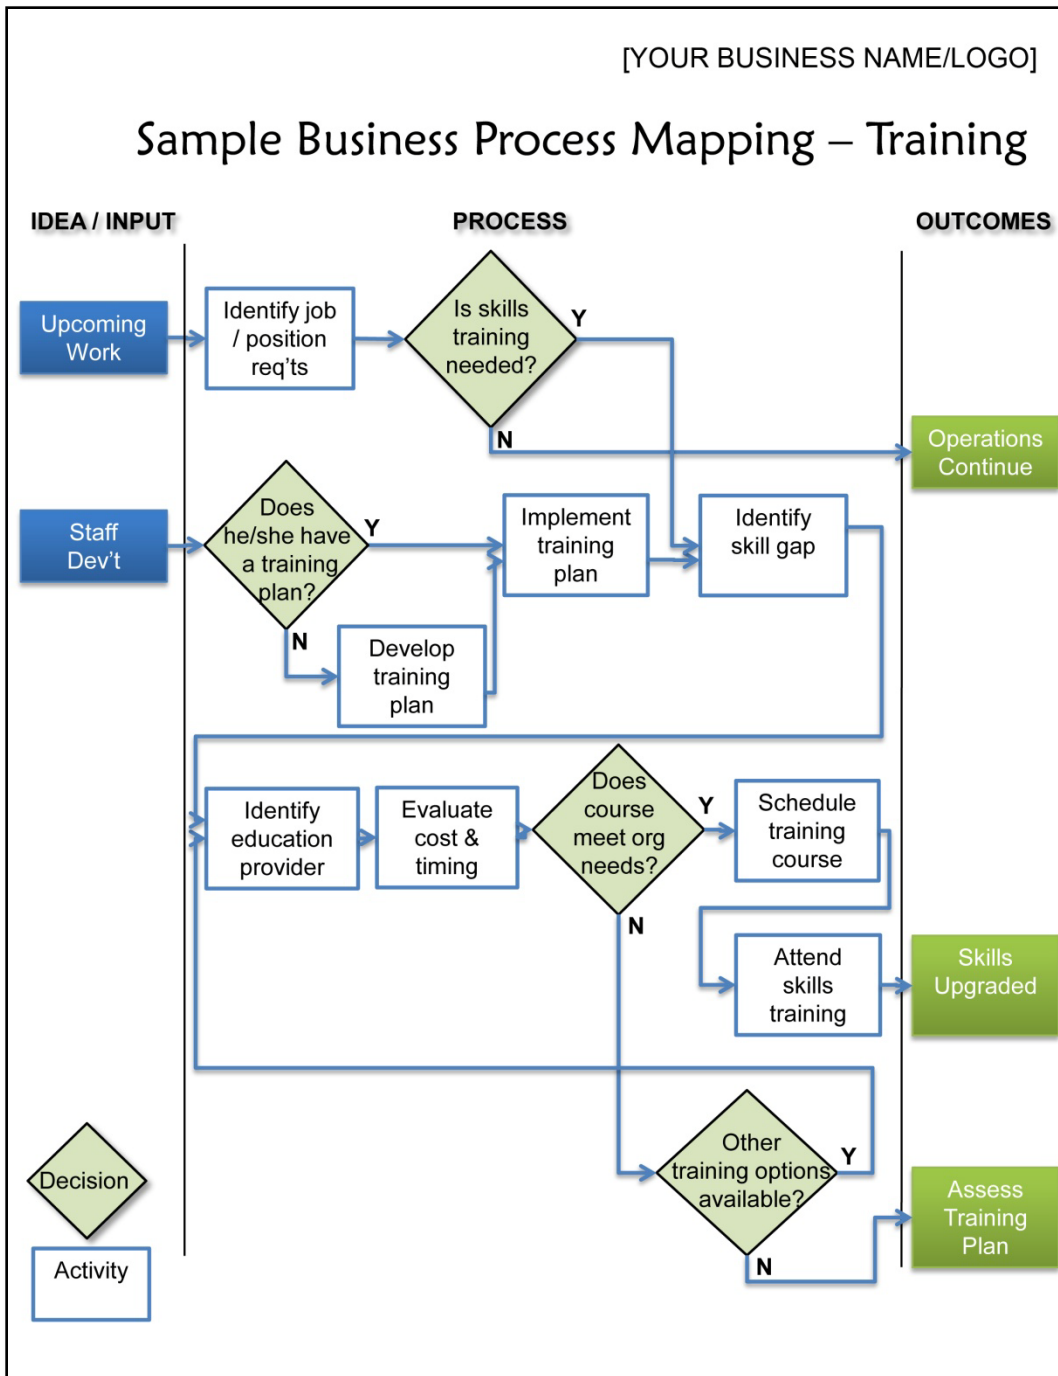 [YOUR BUSINESS NAME/LOGO]
Sample Business Process Mapping – Training
IDEA / INPUT
PROCESS
OUTCOMES
Upcoming
Work
Identify job
/ position
req'ts
Is skills
training
needed?
Y
N
Operations
Continue
Staff
Dev't
Does
he/she have
a training
plan?
Y
N
Implement
training
plan
Identify
skill gap
Develop
training
plan
Identify
education
provider
Evaluate
cost &
timing
Does
course
meet org
needs?
Y
N
Schedule
training
course
Attend
skills
training
Skills
Upgraded
Other
training options
available?
Y
N
Assess
Training
Plan
Decision
Activity